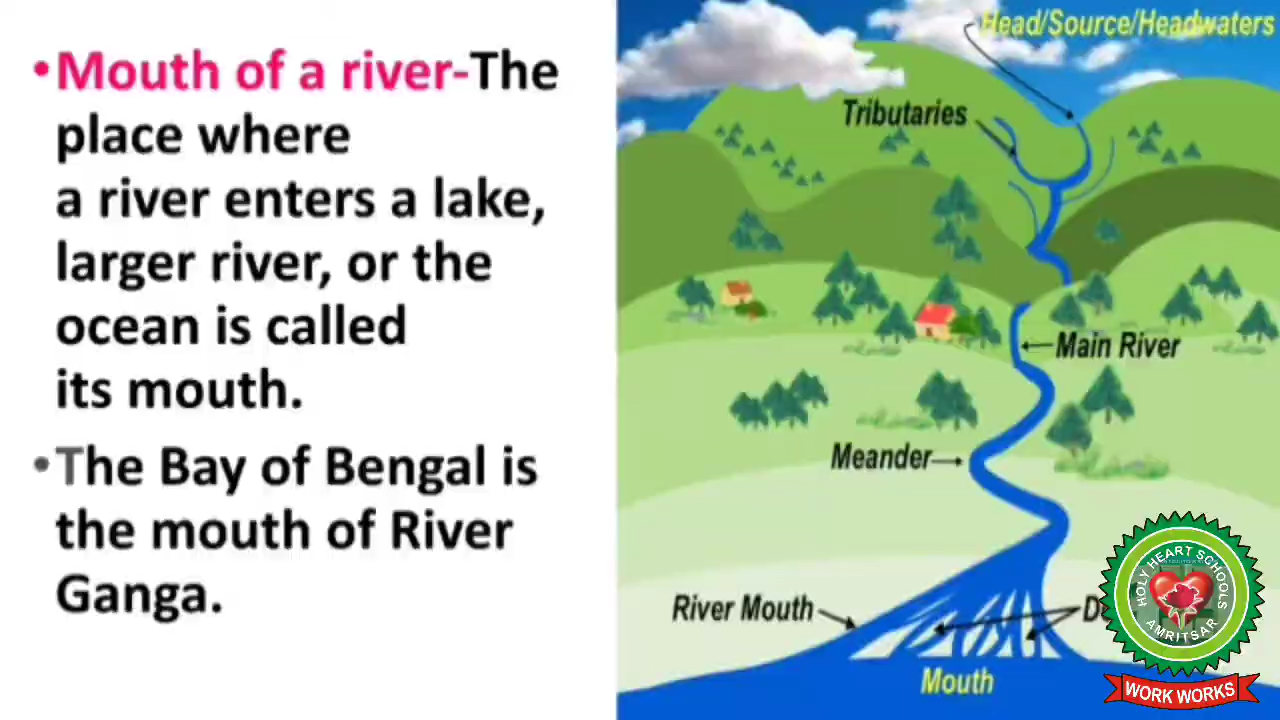 •Mouth of a river-The
place where
a river enters a lake,
larger river, or the
ocean is called
its mouth.
•The Bay of Bengal is
the mouth of River
Ganga.
Head/Source/Headwaters
Tributaries
Main River
Meander
River Mouth
Mouth
HOLY HEART SCHOOLS
AMRITSAR
WORK WORKS